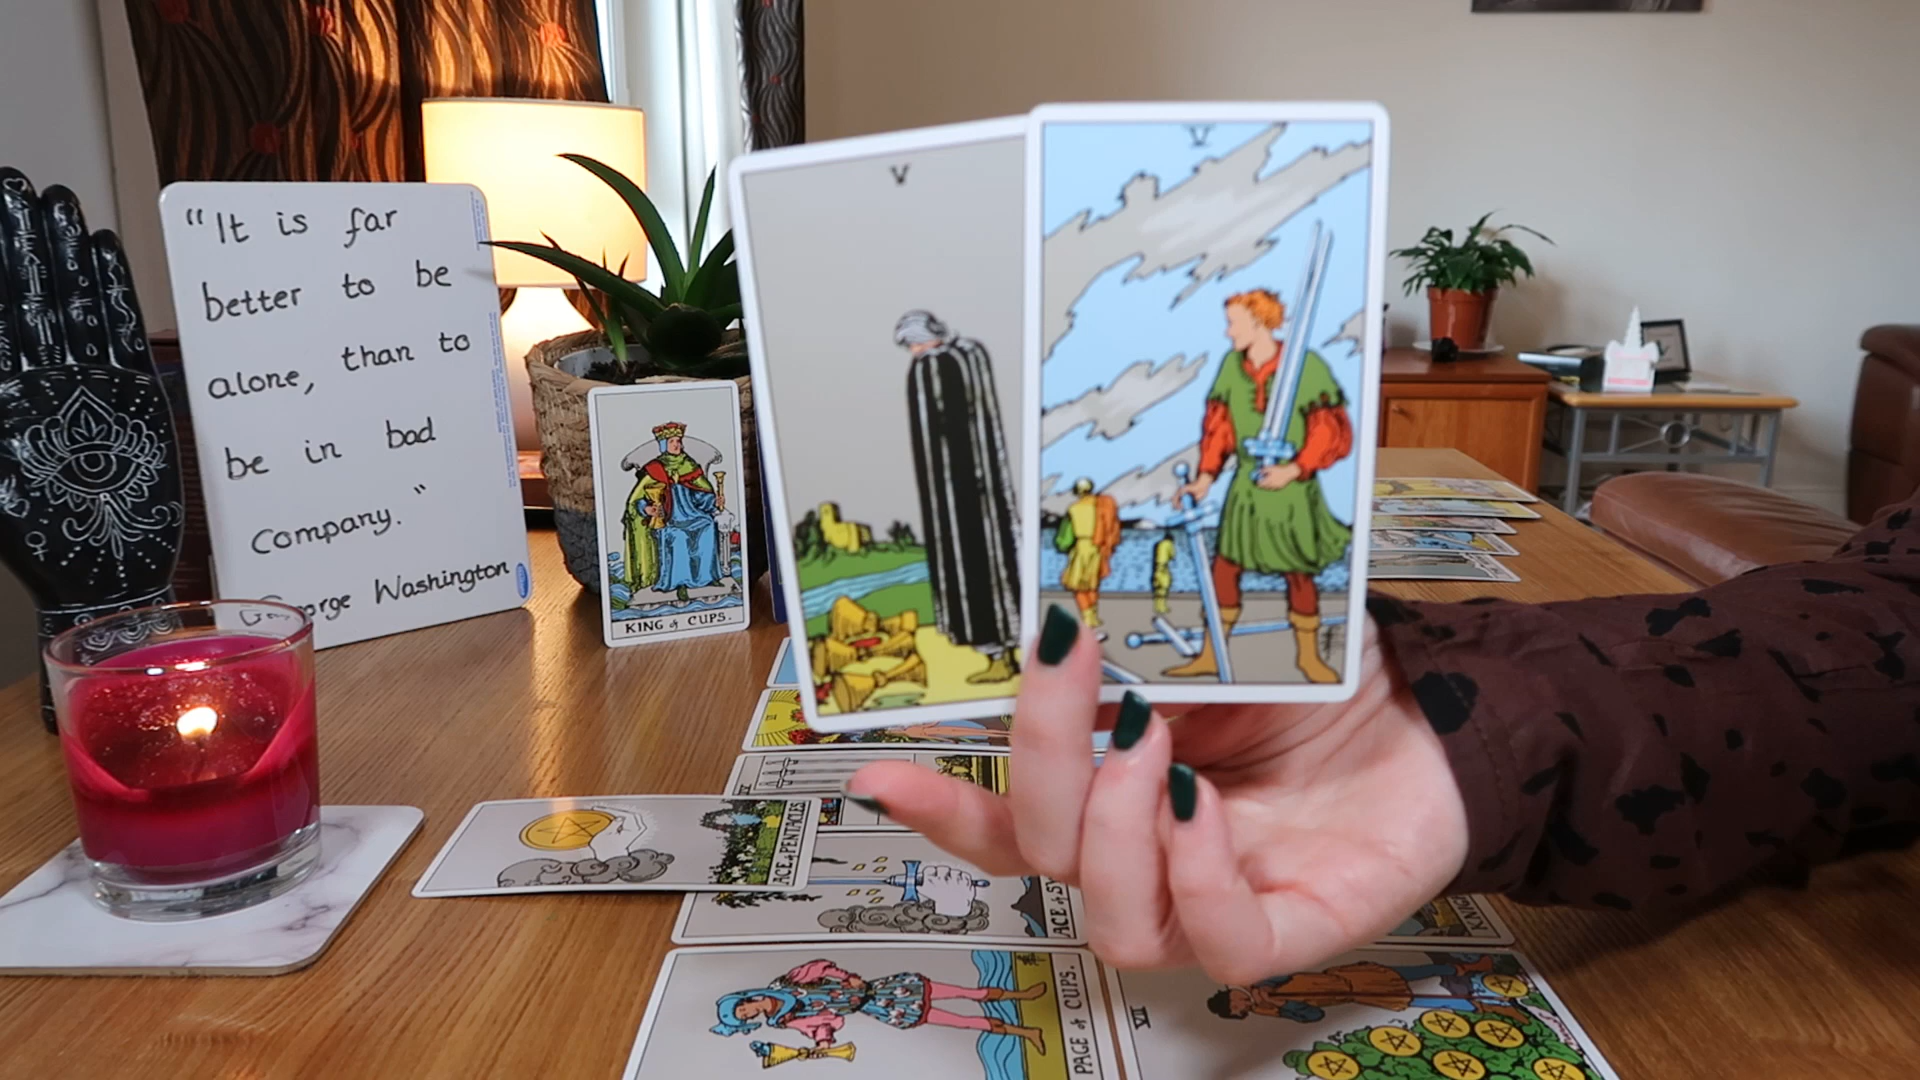 "It is far
better to be
alone, than to
be in bad
Company."
George Washington
KING of CUPS.
V
V
ACE of PENTACLES
ACE of
PAGE of CUPS.
VII